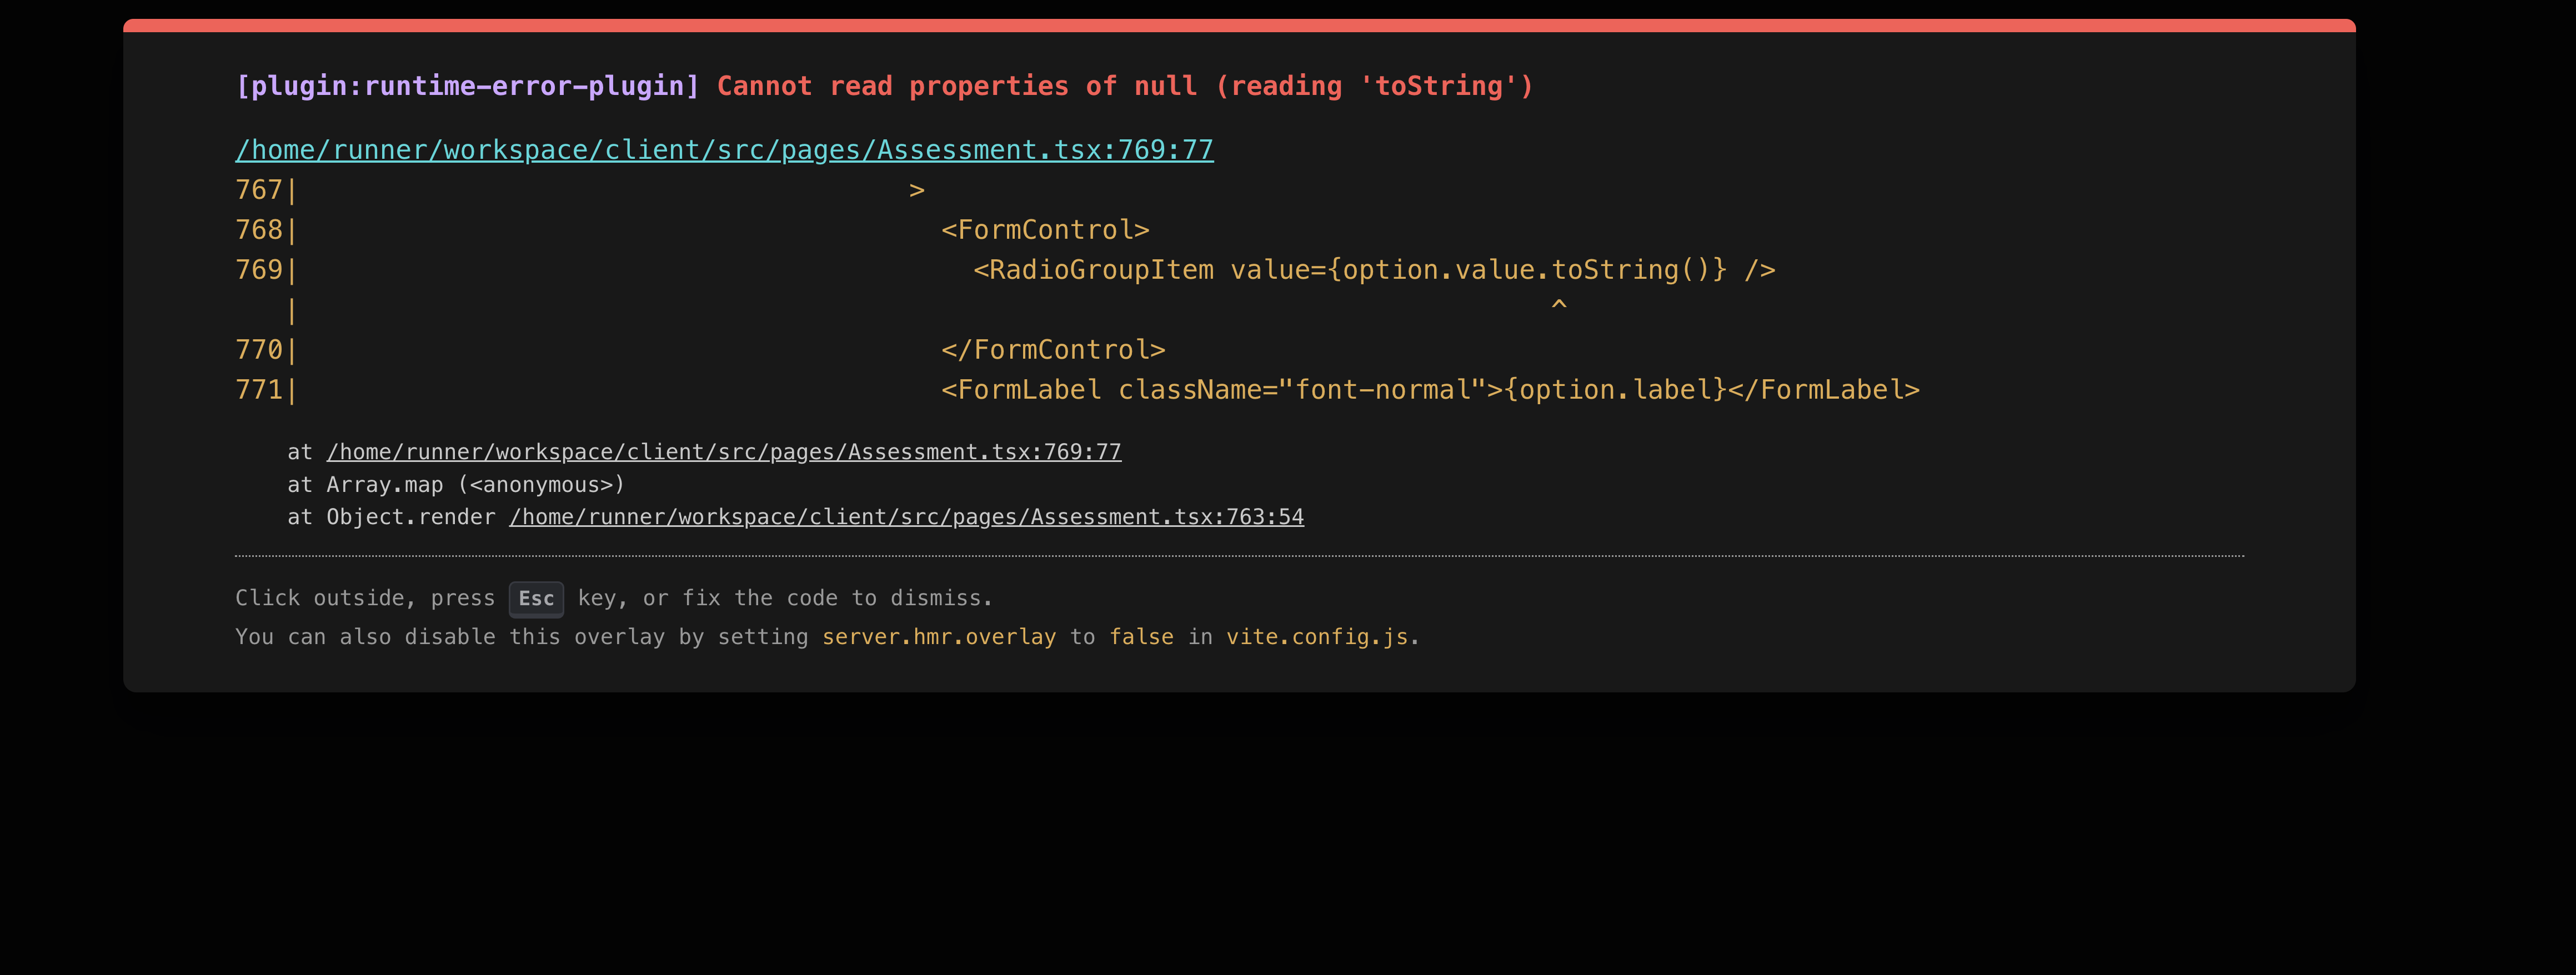 [plugin:runtime-error-plugin] Cannot read properties of null (reading 'toString')
/home/runner/workspace/client/src/pages/Assessment.tsx:769:77
767|                                      >
768|                                        <FormControl>
769|                                          <RadioGroupItem value={option.value.toString()} />
   |                                                                              ^
770|                                        </FormControl>
771|                                        <FormLabel className="font-normal">{option.label}</FormLabel>
    at /home/runner/workspace/client/src/pages/Assessment.tsx:769:77
    at Array.map (<anonymous>)
    at Object.render /home/runner/workspace/client/src/pages/Assessment.tsx:763:54
Click outside, press Esc key, or fix the code to dismiss.
You can also disable this overlay by setting server.hmr.overlay to false in vite.config.js.